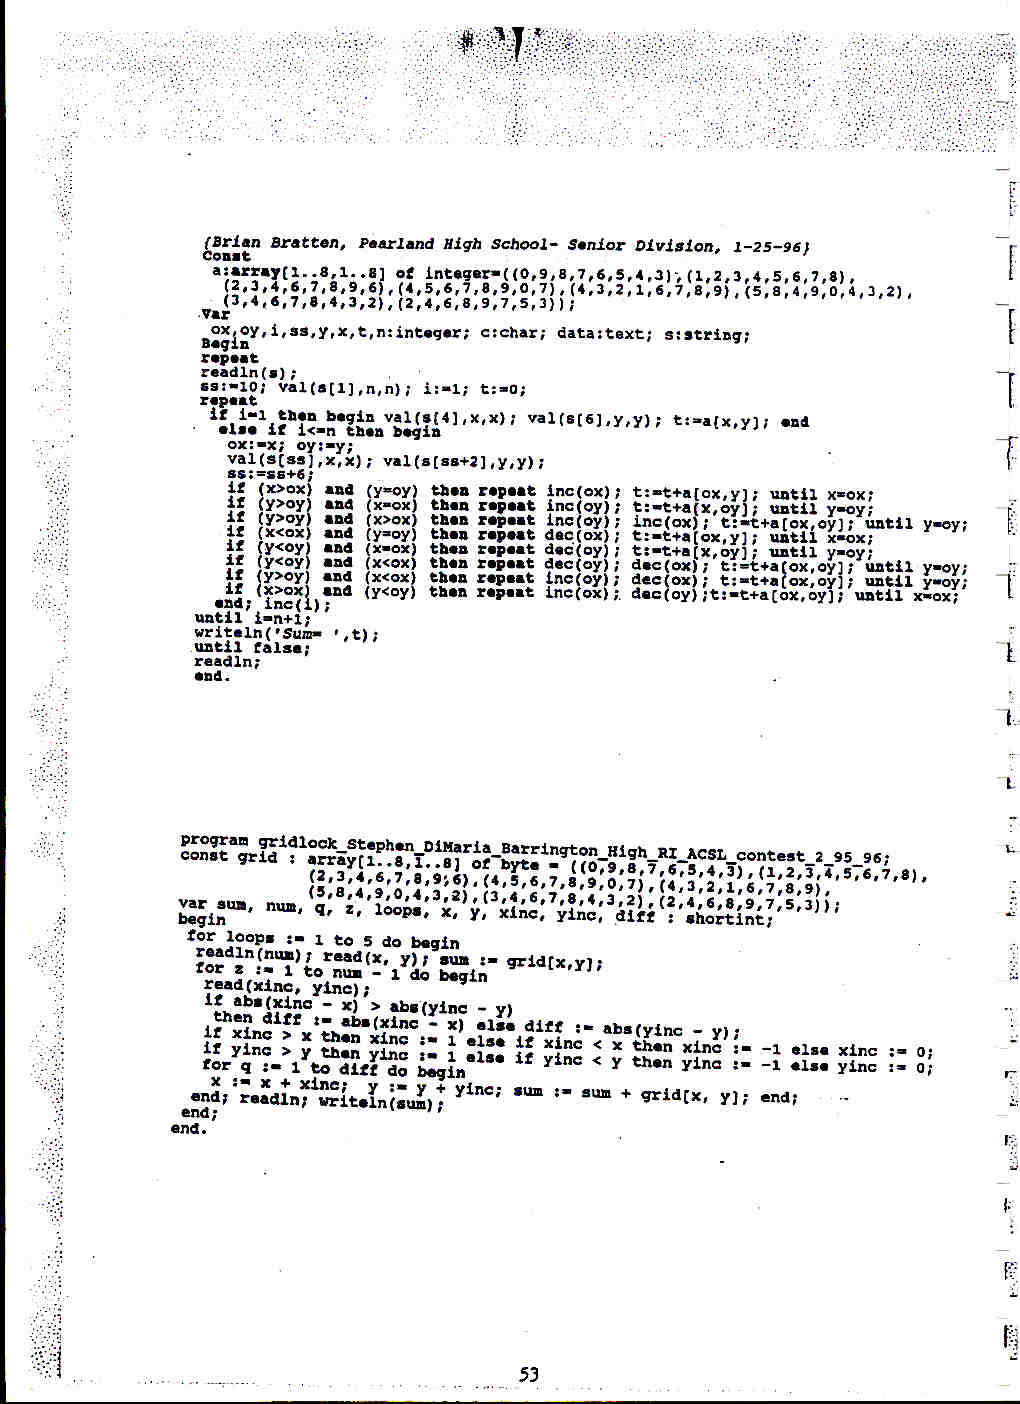 {Brian Bratten, Pearland High School- Senior Division, 1-25-96}
Const
a:array[1..8,1..8] of integer=((0,9,8,7,6,5,4,3),(1,2,3,4,5,6,7,8),
(2,3,4,6,7,8,9,6),(4,5,6,7,8,9,0,7),(4,3,2,1,6,7,8,9),(5,8,4,9,0,4,3,2),
(3,4,6,7,8,4,3,2),(2,4,6,8,9,7,5,3));
Var
ox,oy,i,ss,y,x,t,n:integer; c:char; data:text; s:string;
Begin
repeat
readln(s);
ss:=10; val(s[1],n,n); i:=1; t:=0;
repeat
if i=1 then begin val(s[4],x,x); val(s[6],y,y); t:=a[x,y]; end
else if i<=n then begin
ox:=x; oy:=y;
val(s[ss],x,x); val(s[ss+2],y,y);
ss:=ss+6;
if (x>ox) and (y=oy) then repeat inc(ox); t:=t+a[ox,y]; until x=ox;
if (y>oy) and (x=ox) then repeat inc(oy); t:=t+a[x,oy]; until y=oy;
if (y>oy) and (x>ox) then repeat inc(oy); inc(ox); t:=t+a[ox,oy]; until y=oy;
if (x<ox) and (y=oy) then repeat dec(ox); t:=t+a[ox,y]; until x=ox;
if (y<oy) and (x=ox) then repeat dec(oy); t:=t+a[x,oy]; until y=oy;
if (y<oy) and (x<ox) then repeat dec(oy); dec(ox); t:=t+a[ox,oy]; until y=oy;
if (y>oy) and (x<ox) then repeat inc(oy); dec(ox); t:=t+a[ox,oy]; until y=oy;
if (x>ox) and (y<oy) then repeat inc(ox); dec(oy);t:=t+a[ox,oy]; until x=ox;
end; inc(i);
until i=n+1;
writeln('Sum= ',t);
until false;
readln;
end.
program gridlock_Stephen_DiMaria_Barrington_High_RI_ACSL_contest_2_95_96;
const grid : array[1..8,1..8] of byte = ((0,9,8,7,6,5,4,3),(1,2,3,4,5,6,7,8),
(2,3,4,6,7,8,9,6),(4,5,6,7,8,9,0,7),(4,3,2,1,6,7,8,9),
(5,8,4,9,0,4,3,2),(3,4,6,7,8,4,3,2),(2,4,6,8,9,7,5,3));
var sum, num, q, z, loops, x, y, xinc, yinc, diff : shortint;
begin
for loops := 1 to 5 do begin
readln(num); read(x, y); sum := grid[x,y];
for z := 1 to num - 1 do begin
read(xinc, yinc);
if abs(xinc - x) > abs(yinc - y)
then diff := abs(xinc - x) else diff := abs(yinc - y);
if xinc > x then xinc := 1 else if xinc < x then xinc := -1 else xinc := 0;
if yinc > y then yinc := 1 else if yinc < y then yinc := -1 else yinc := 0;
for q := 1 to diff do begin
x := x + xinc; y := y + yinc; sum := sum + grid[x, y]; end;
end; readln; writeln(sum);
end;
end.
53